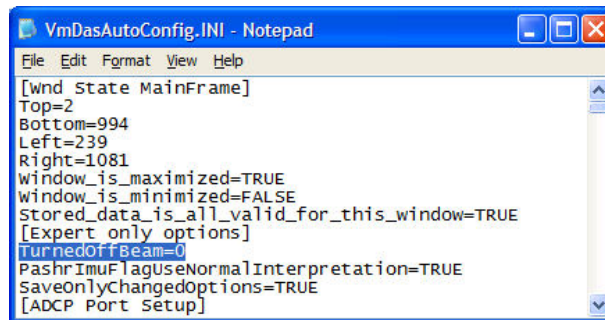 VmDasAutoConfig.INI - Notepad
File Edit Format View Help
[Wnd State MainFrame]
Top=2
Bottom=994
Left=239
Right=1081
Window_is_maximized=TRUE
Window_is_minimized=FALSE
Stored_data_is_all_valid_for_this_window=TRUE
[Expert only options]
TurnedOffBeam=0
PashrImuFlagUseNormalInterpretation=TRUE
SaveOnlyChangedOptions=TRUE
[ADCP Port Setup]